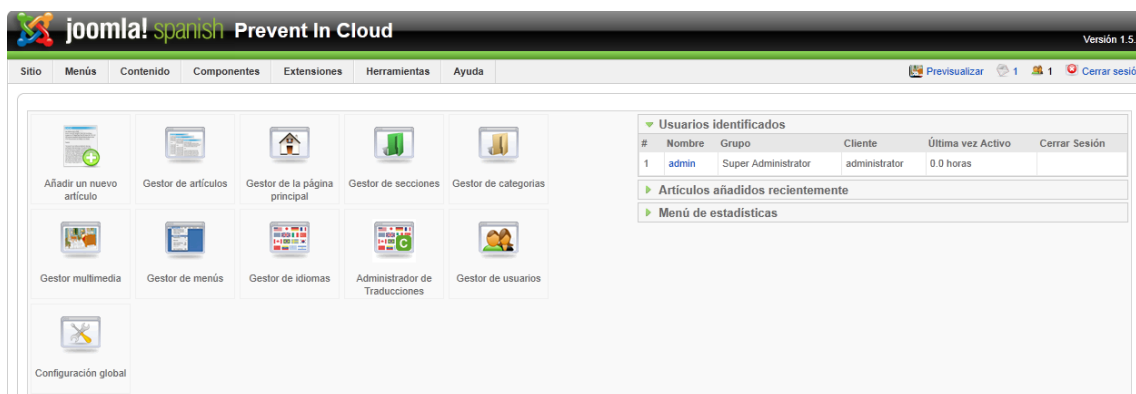 joomla! spanish Prevent In Cloud
Versión 1.5.
Sitio Menús Contenido Componentes Extensiones Herramientas Ayuda
Previsualizar 1 1 Cerrar sesió
Añadir un nuevo
artículo
Gestor de artículos
Gestor de la página
principal
Gestor de secciones
Gestor de categorias
Gestor multimedia
Gestor de menús
Gestor de idiomas
Administrador de
Traducciones
Gestor de usuarios
Configuración global
Usuarios identificados
# Nombre Grupo Cliente Última vez Activo Cerrar Sesión
1 admin Super Administrator administrator 0.0 horas
Artículos añadidos recientemente
Menú de estadísticas